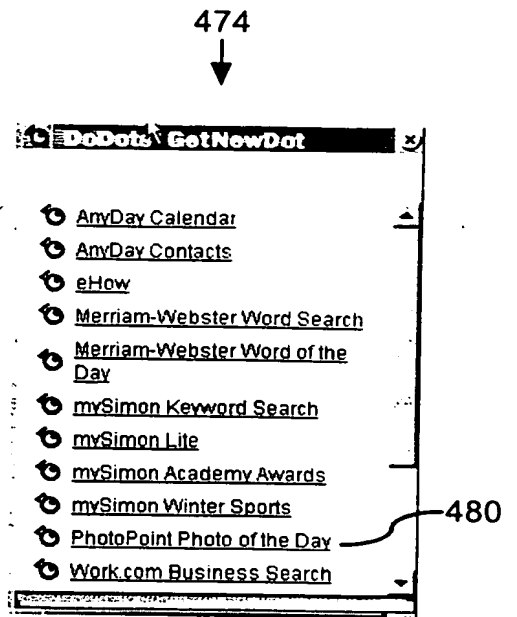 474
DoDots GetNewDot
AnyDay Calendar
AnyDay Contacts
eHow
Merriam-Webster Word Search
Merriam-Webster Word of the
Day
mySimon Keyword Search
mySimon Lite
mySimon Academy Awards
mySimon Winter Sports
PhotoPoint Photo of the Day
480
Work.com Business Search